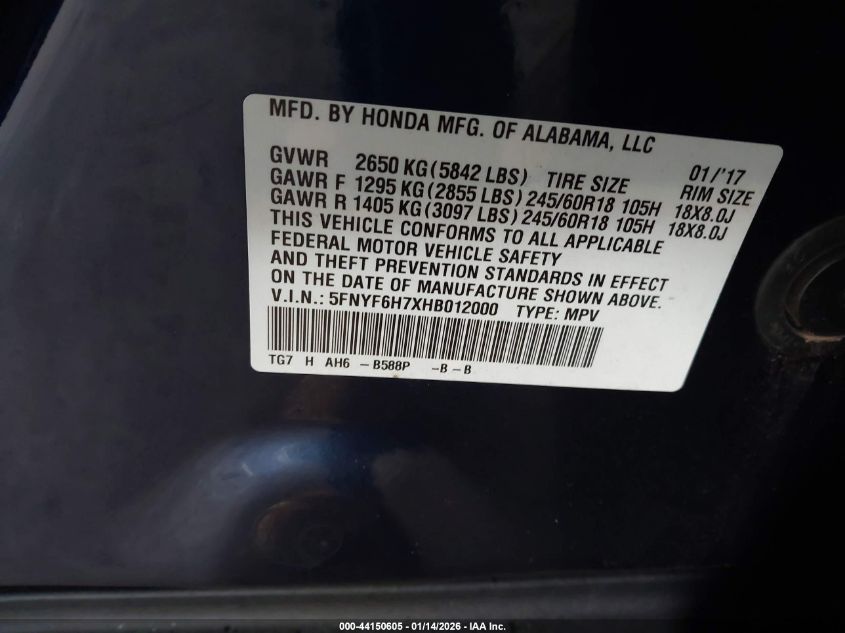 MFD. BY HONDA MFG. OF ALABAMA, LLC
GVWR 2650 KG (5842 LBS) TIRE SIZE 01/'17 RIM SIZE
GAWR F 1295 KG (2855 LBS) 245/60R18 105H 18X8.0J
GAWR R 1405 KG (3097 LBS) 245/60R18 105H 18X8.0J
THIS VEHICLE CONFORMS TO ALL APPLICABLE
FEDERAL MOTOR VEHICLE SAFETY
AND THEFT PREVENTION STANDARDS IN EFFECT
ON THE DATE OF MANUFACTURE SHOWN ABOVE.
V.I.N.: 5FNYF6H7XHB012000 TYPE: MPV
TG7 H AH6 - B588P - B - B
000-44150605 - 01/14/2026 - IAA Inc.